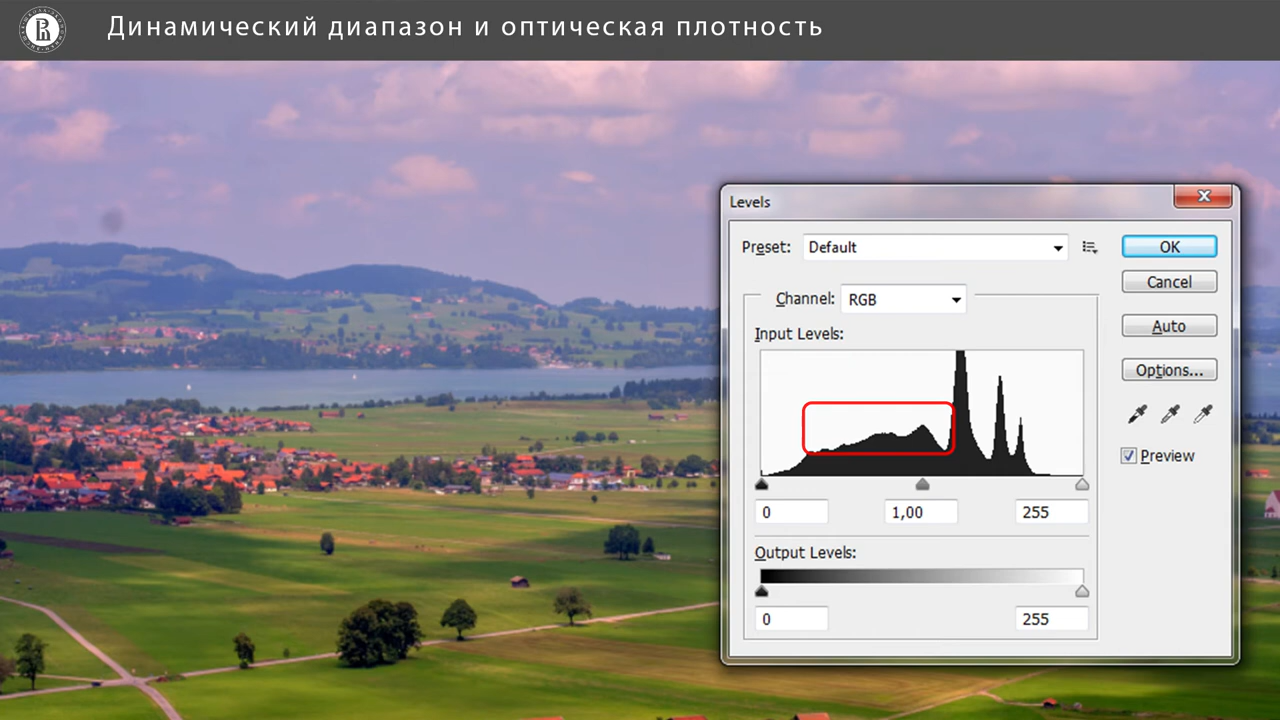 Динамический диапазон и оптическая плотность
Levels
Preset: Default
OK
Channel: RGB
Cancel
Input Levels:
Auto
Options...
Preview
0 1,00 255
Output Levels:
0 255